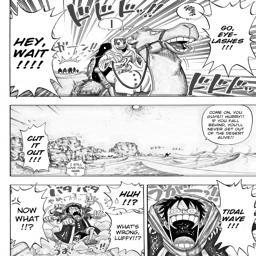 GO,
EYE-
LASHES
!!!
HEY,
WAIT
!!!!
COME ON, YOU
GUYS!! HURRY!!
IF YOU FALL
BEHIND, YOU'LL
NEVER GET OUT
OF THE DESERT
ALIVE!!
CUT
IT
OUT
!!!
HUH
!!?
NOW
WHAT
!!?
WHAT'S
WRONG,
LUFFY!!?
TIDAL
WAVE
!!!